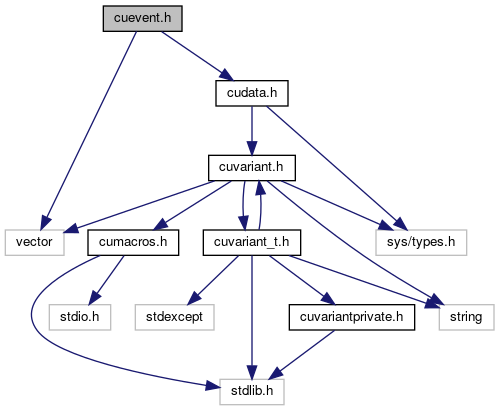 cuevent.h
cudata.h
cuvariant.h
vector
cumacros.h
cuvariant_t.h
sys/types.h
stdio.h
stdexcept
cuvariantprivate.h
string
stdlib.h